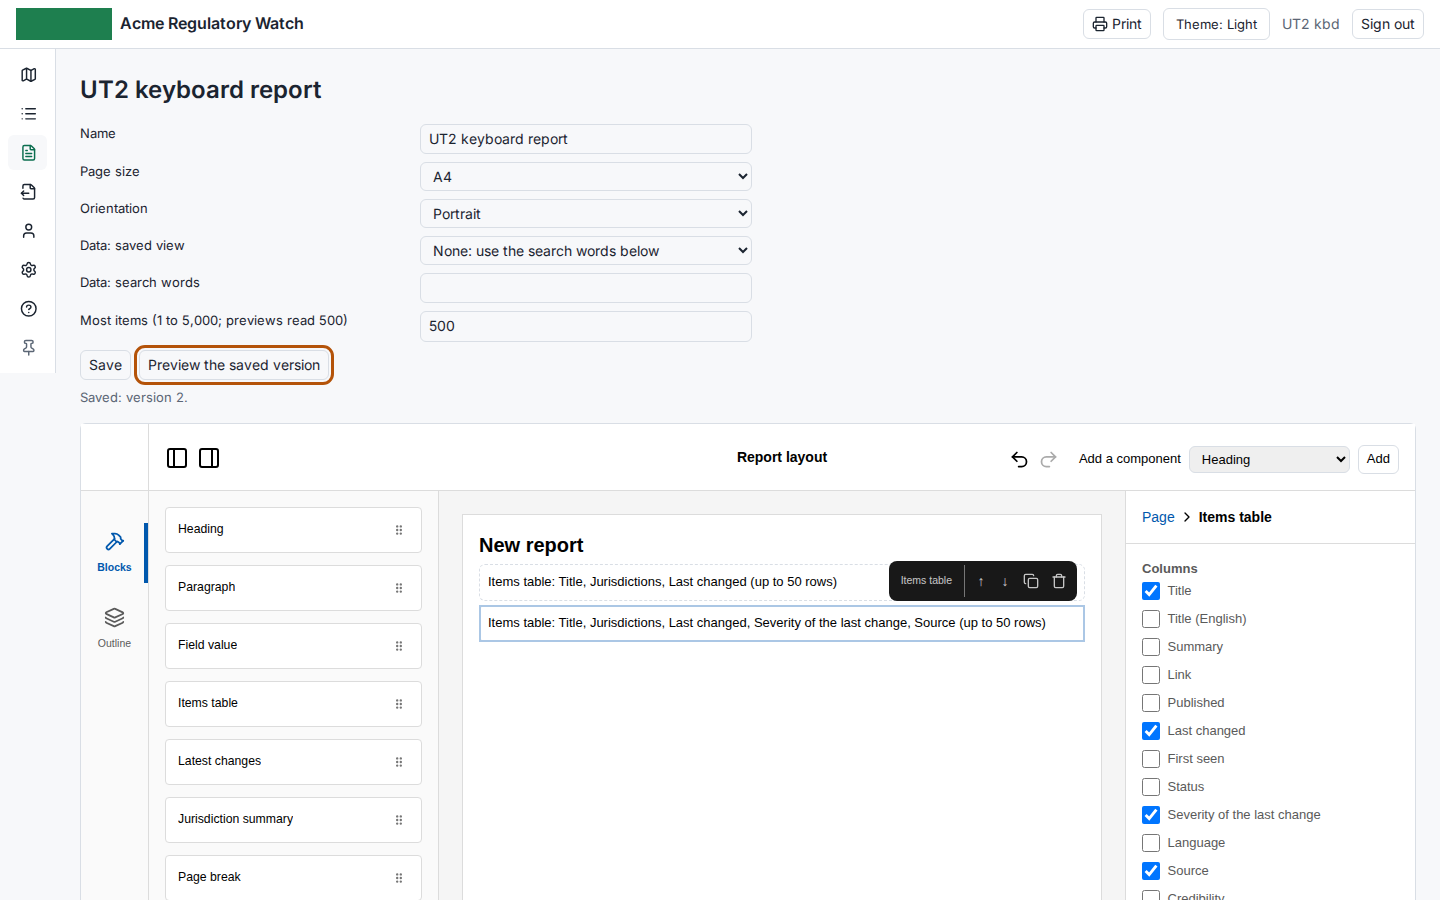 Acme Regulatory Watch
Print
Theme: Light
UT2 kbd
Sign out
UT2 keyboard report
Name
UT2 keyboard report
Page size
A4
Orientation
Portrait
Data: saved view
None: use the search words below
Data: search words
Most items (1 to 5,000; previews read 500)
500
Save
Preview the saved version
Saved: version 2.
Report layout
Add a component
Heading
Add
Blocks
Outline
Heading
Paragraph
Field value
Items table
Latest changes
Jurisdiction summary
Page break
New report
Items table: Title, Jurisdictions, Last changed (up to 50 rows)
Items table
Items table: Title, Jurisdictions, Last changed, Severity of the last change, Source (up to 50 rows)
Page
Items table
Columns
Title
Title (English)
Summary
Link
Published
Last changed
First seen
Status
Severity of the last change
Language
Source
Credibility